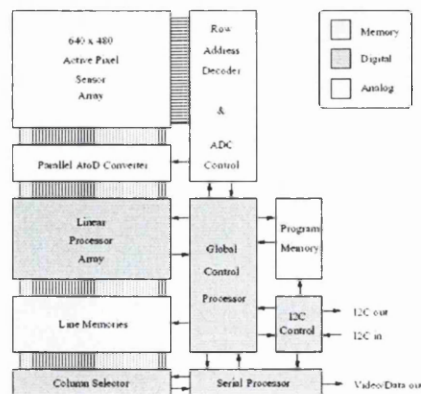 640 x 480
Active Pixel
Sensor
Array
Row
Address
Decoder
&
ADC
Control
Memory
Digital
Analog
Parallel AtoD Converter
Linear
Processor
Array
Global
Control
Processor
Program
Memory
Line Memories
I2C
Control
I2C out
I2C in
Column Selector
Serial Processor
Video/Data out